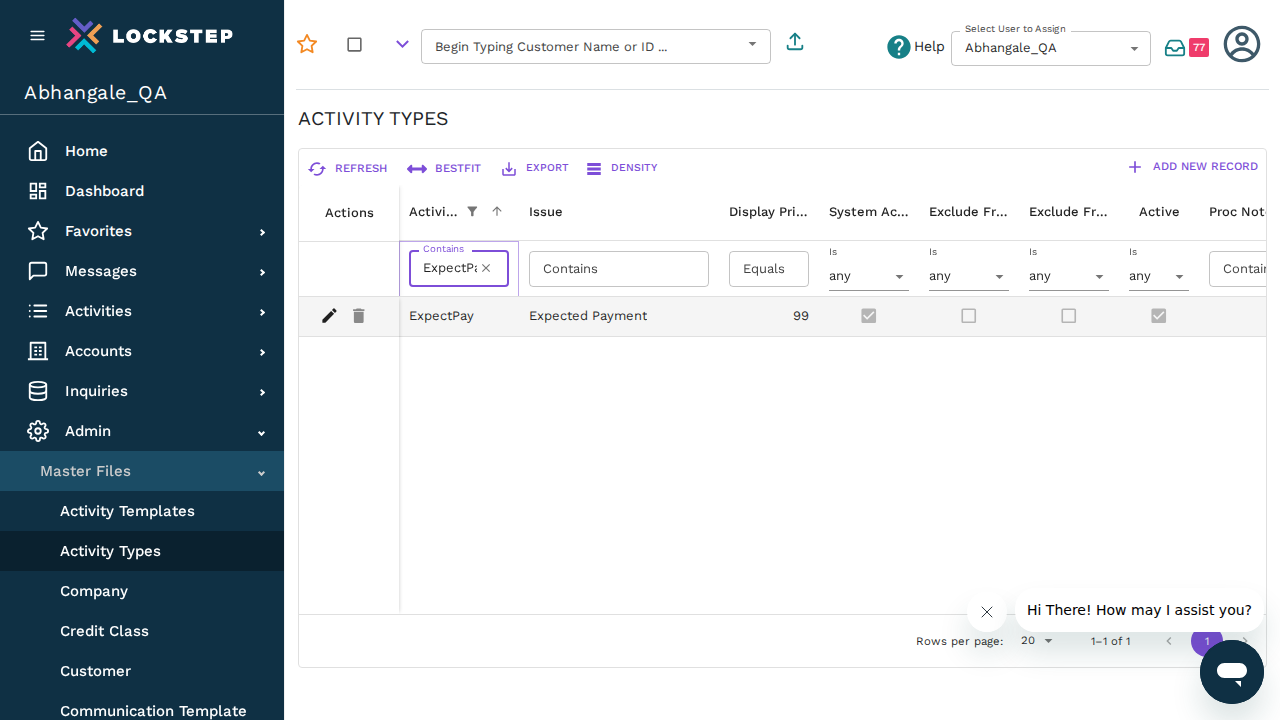 LOCKSTEP
Abhangale_QA
Home
Dashboard
Favorites
Messages
Activities
Accounts
Inquiries
Admin
Master Files
Activity Templates
Activity Types
Company
Credit Class
Customer
Communication Template
Begin Typing Customer Name or ID ...
Help
Select User to Assign
Abhangale_QA
77
ACTIVITY TYPES
REFRESH
BESTFIT
EXPORT
DENSITY
ADD NEW RECORD
Actions
Activi...
Issue
Display Pri...
System Ac...
Exclude Fr...
Exclude Fr...
Active
Proc Not
Contains
ExpectPa
Contains
Equals
Is
any
Is
any
Is
any
Is
any
Contain
ExpectPay
Expected Payment
99
Hi There! How may I assist you?
Rows per page:
20
1–1 of 1
1